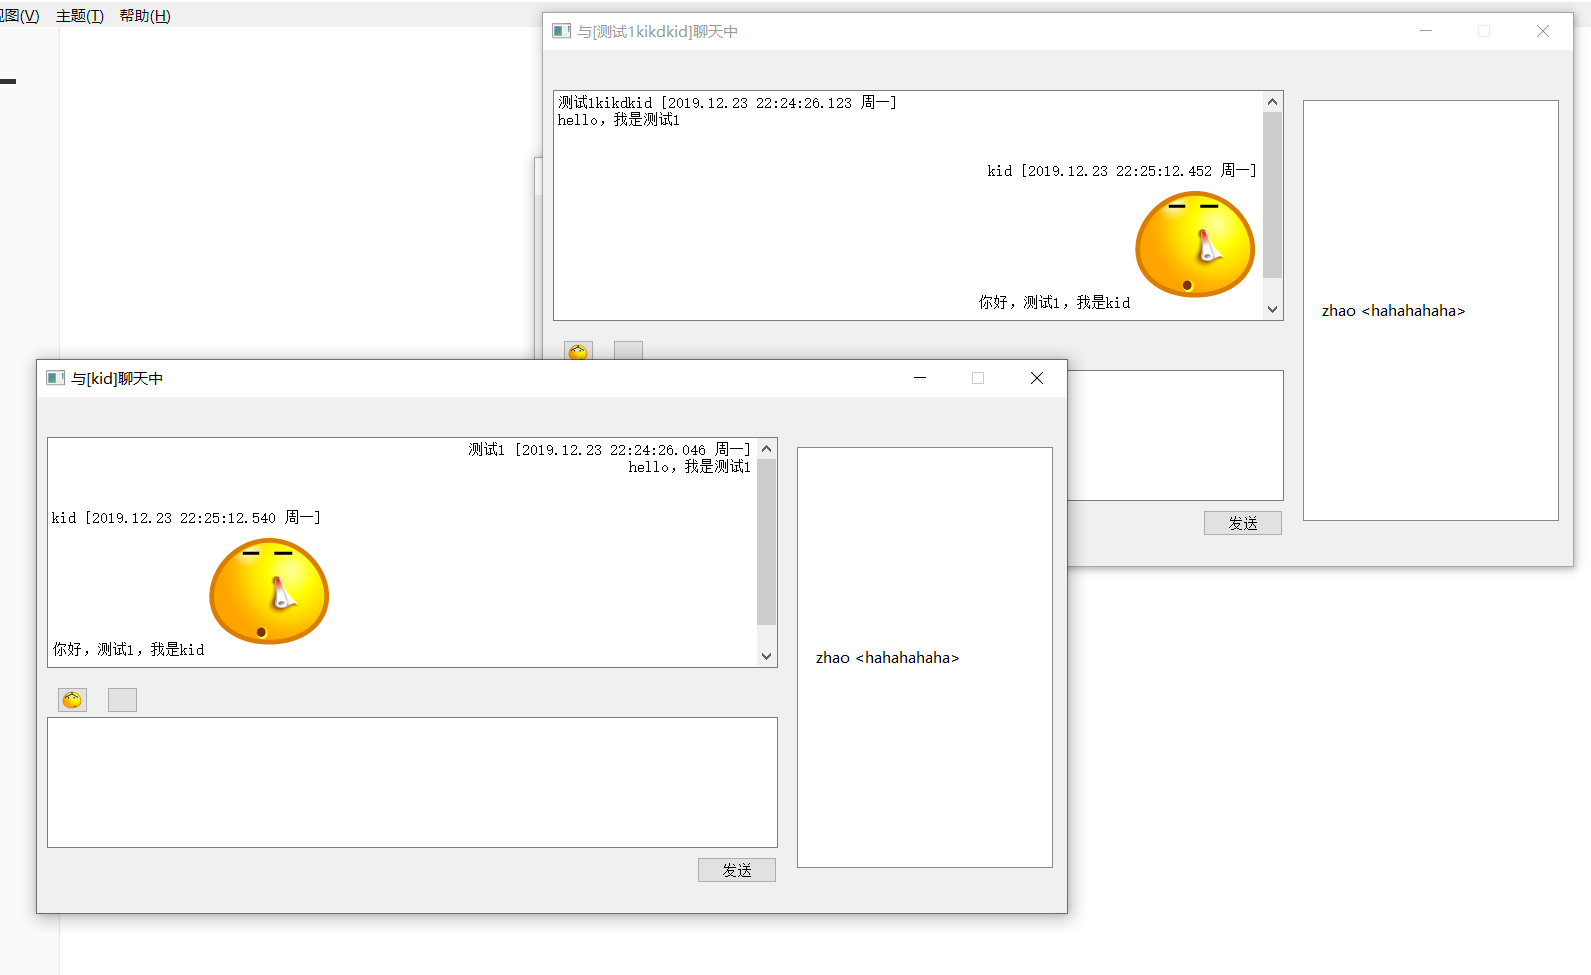 视图(V) 主题(T) 帮助(H)
与[测试1kikdkid]聊天中
测试1kikdkid [2019.12.23 22:24:26.123 周一]
hello，我是测试1
kid [2019.12.23 22:25:12.452 周一]
你好，测试1，我是kid
zhao <hahahahaha>
发送
与[kid]聊天中
测试1 [2019.12.23 22:24:26.046 周一]
hello，我是测试1
kid [2019.12.23 22:25:12.540 周一]
你好，测试1，我是kid
zhao <hahahahaha>
发送